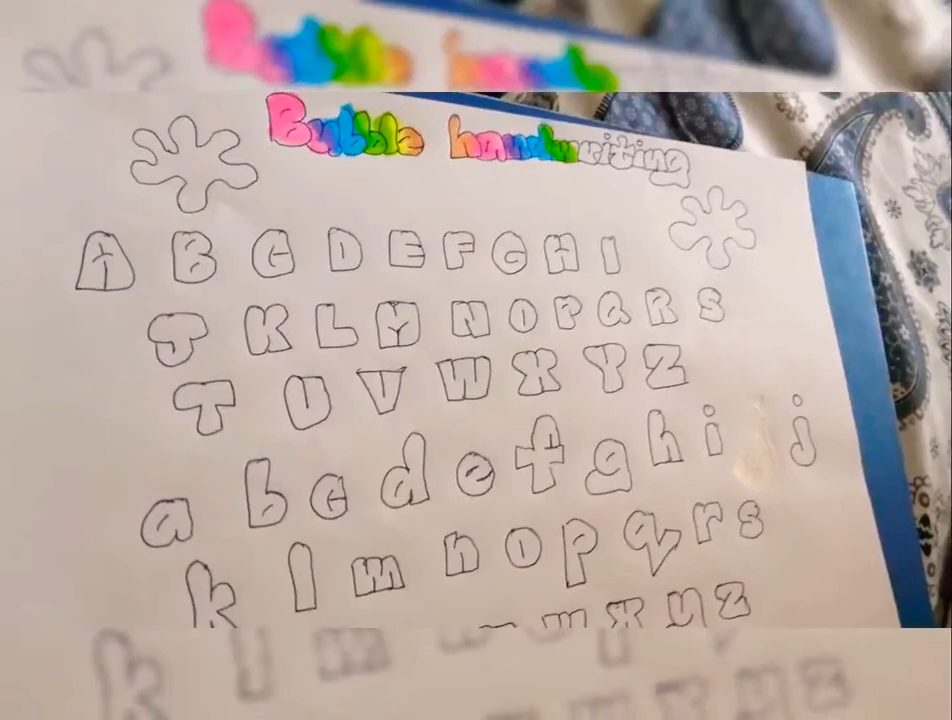 Bubble handwriting
A B C D E F G H I
J K L M N O P Q R S
T U V W X Y Z
a b c d e f g h i j
k l m n o p q r s
w x y z